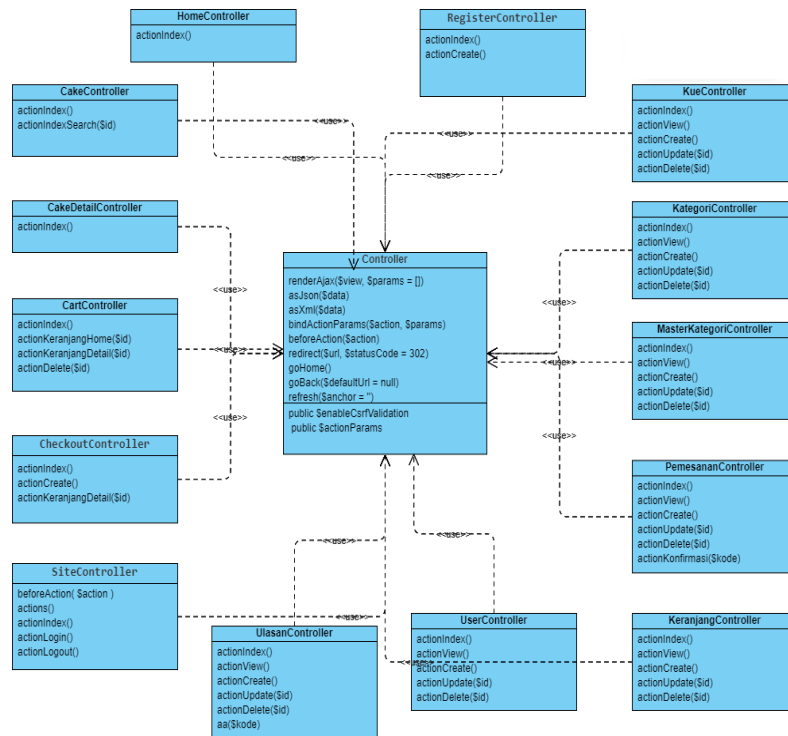 HomeController
actionIndex()
RegisterController
actionIndex()
actionCreate()
CakeController
actionIndex()
actionIndexSearch($id)
KueController
actionIndex()
actionView()
actionCreate()
actionUpdate($id)
actionDelete($id)
<<use>>
<<use>>
<<use>>
<<use>>
CakeDetailController
actionIndex()
KategoriController
actionIndex()
actionView()
actionCreate()
actionUpdate($id)
actionDelete($id)
Controller
renderAjax($view, $params = [])
asJson($data)
asXml($data)
bindActionParams($action, $params)
beforeAction($action)
redirect($url, $statusCode = 302)
goHome()
goBack($defaultUrl = null)
refresh($anchor = '')
public $enableCsrfValidation
public $actionParams
<<use>>
<<use>>
CartController
actionIndex()
actionKeranjangHome($id)
actionKeranjangDetail($id)
actionDelete($id)
<<use>>
MasterKategoriController
actionIndex()
actionView()
actionCreate()
actionUpdate($id)
actionDelete($id)
<<use>>
<<use>>
<<use>>
CheckoutController
actionIndex()
actionCreate()
actionKeranjangDetail($id)
PemesananController
actionIndex()
actionView()
actionCreate()
actionUpdate($id)
actionDelete($id)
actionKonfirmasi($kode)
<<use>>
<<use>>
SiteController
beforeAction( $action )
actions()
actionIndex()
actionLogin()
actionLogout()
<<use>>
UlasanController
actionIndex()
actionView()
actionCreate()
actionUpdate($id)
actionDelete($id)
aa($kode)
UserController
actionIndex()
actionView()
actionCreate()
actionUpdate($id)
actionDelete($id)
<<use>>
KeranjangController
actionIndex()
actionView()
actionCreate()
actionUpdate($id)
actionDelete($id)